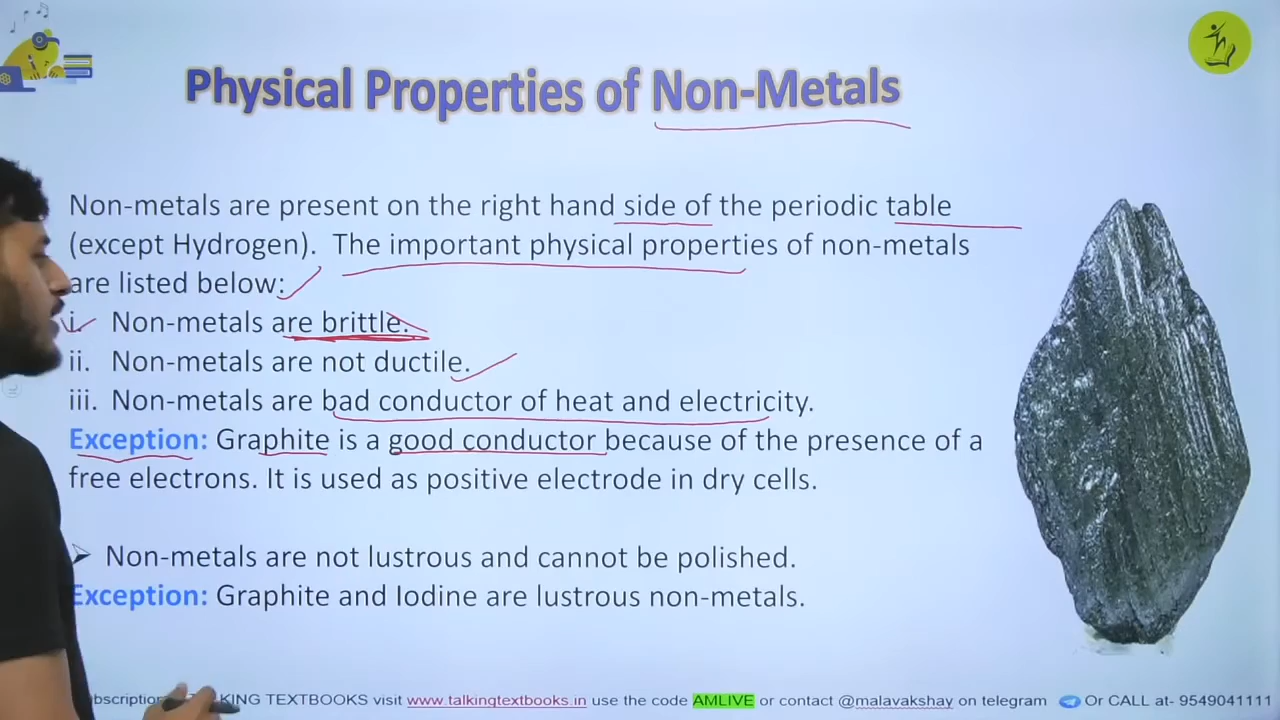 Physical Properties of Non-Metals
Non-metals are present on the right hand side of the periodic table
(except Hydrogen). The important physical properties of non-metals
are listed below:
i. Non-metals are brittle.
ii. Non-metals are not ductile.
iii. Non-metals are bad conductor of heat and electricity.
Exception: Graphite is a good conductor because of the presence of a
free electrons. It is used as positive electrode in dry cells.
➢ Non-metals are not lustrous and cannot be polished.
Exception: Graphite and Iodine are lustrous non-metals.
KING TEXTBOOKS visit www.talkingtextbooks.in use the code AMLIVE or contact @malavakshay on telegram Or CALL at- 9549041111